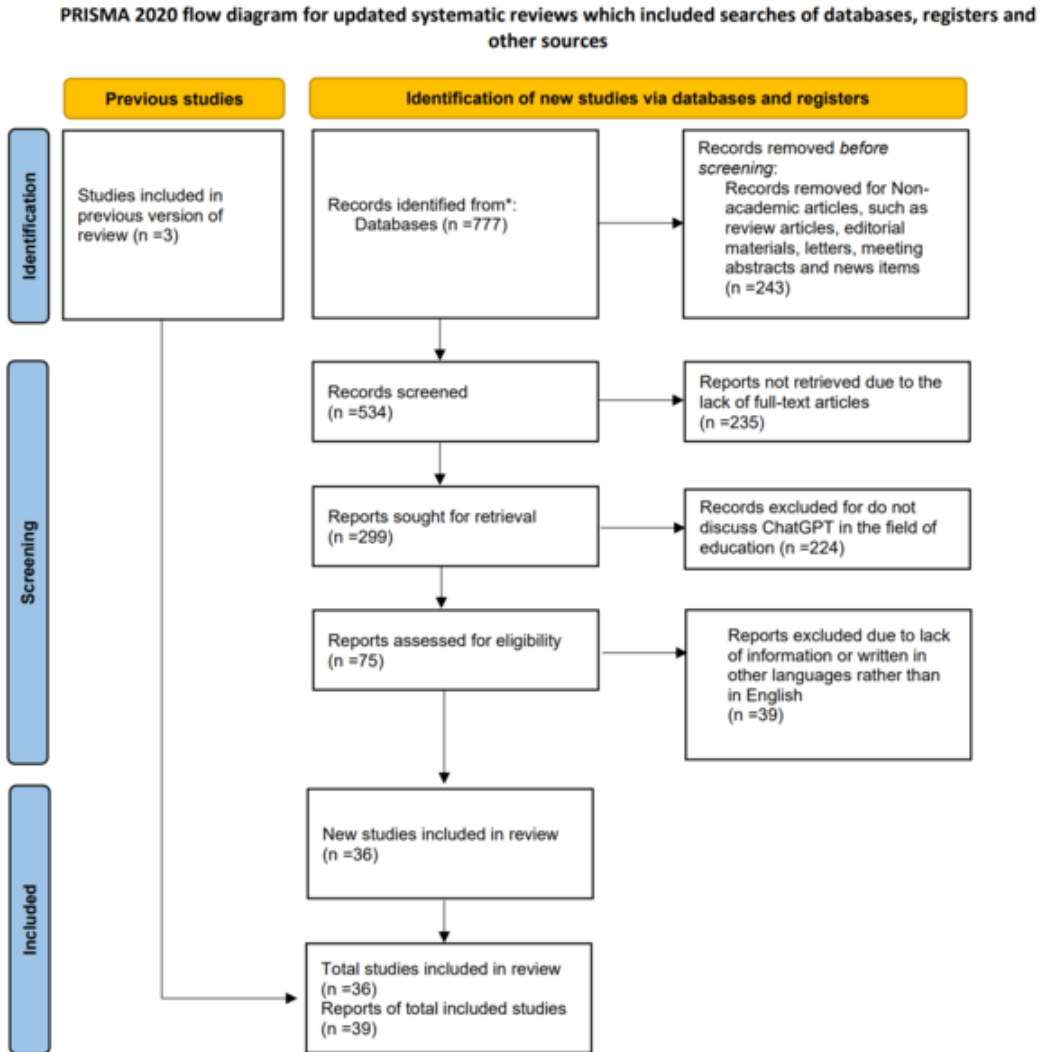 PRISMA 2020 flow diagram for updated systematic reviews which included searches of databases, registers and
other sources
Previous studies
Identification of new studies via databases and registers
Identification
Studies included in
previous version of
review (n =3)
Records identified from*:
Databases (n =777)
Records removed before
screening:
Records removed for Non-
academic articles, such as
review articles, editorial
materials, letters, meeting
abstracts and news items
(n =243)
Screening
Records screened
(n =534)
Reports not retrieved due to the
lack of full-text articles
(n =235)
Reports sought for retrieval
(n =299)
Records excluded for do not
discuss ChatGPT in the field of
education (n =224)
Reports assessed for eligibility
(n =75)
Reports excluded due to lack
of information or written in
other languages rather than
in English
(n =39)
Included
New studies included in review
(n =36)
Total studies included in review
(n =36)
Reports of total included studies
(n =39)